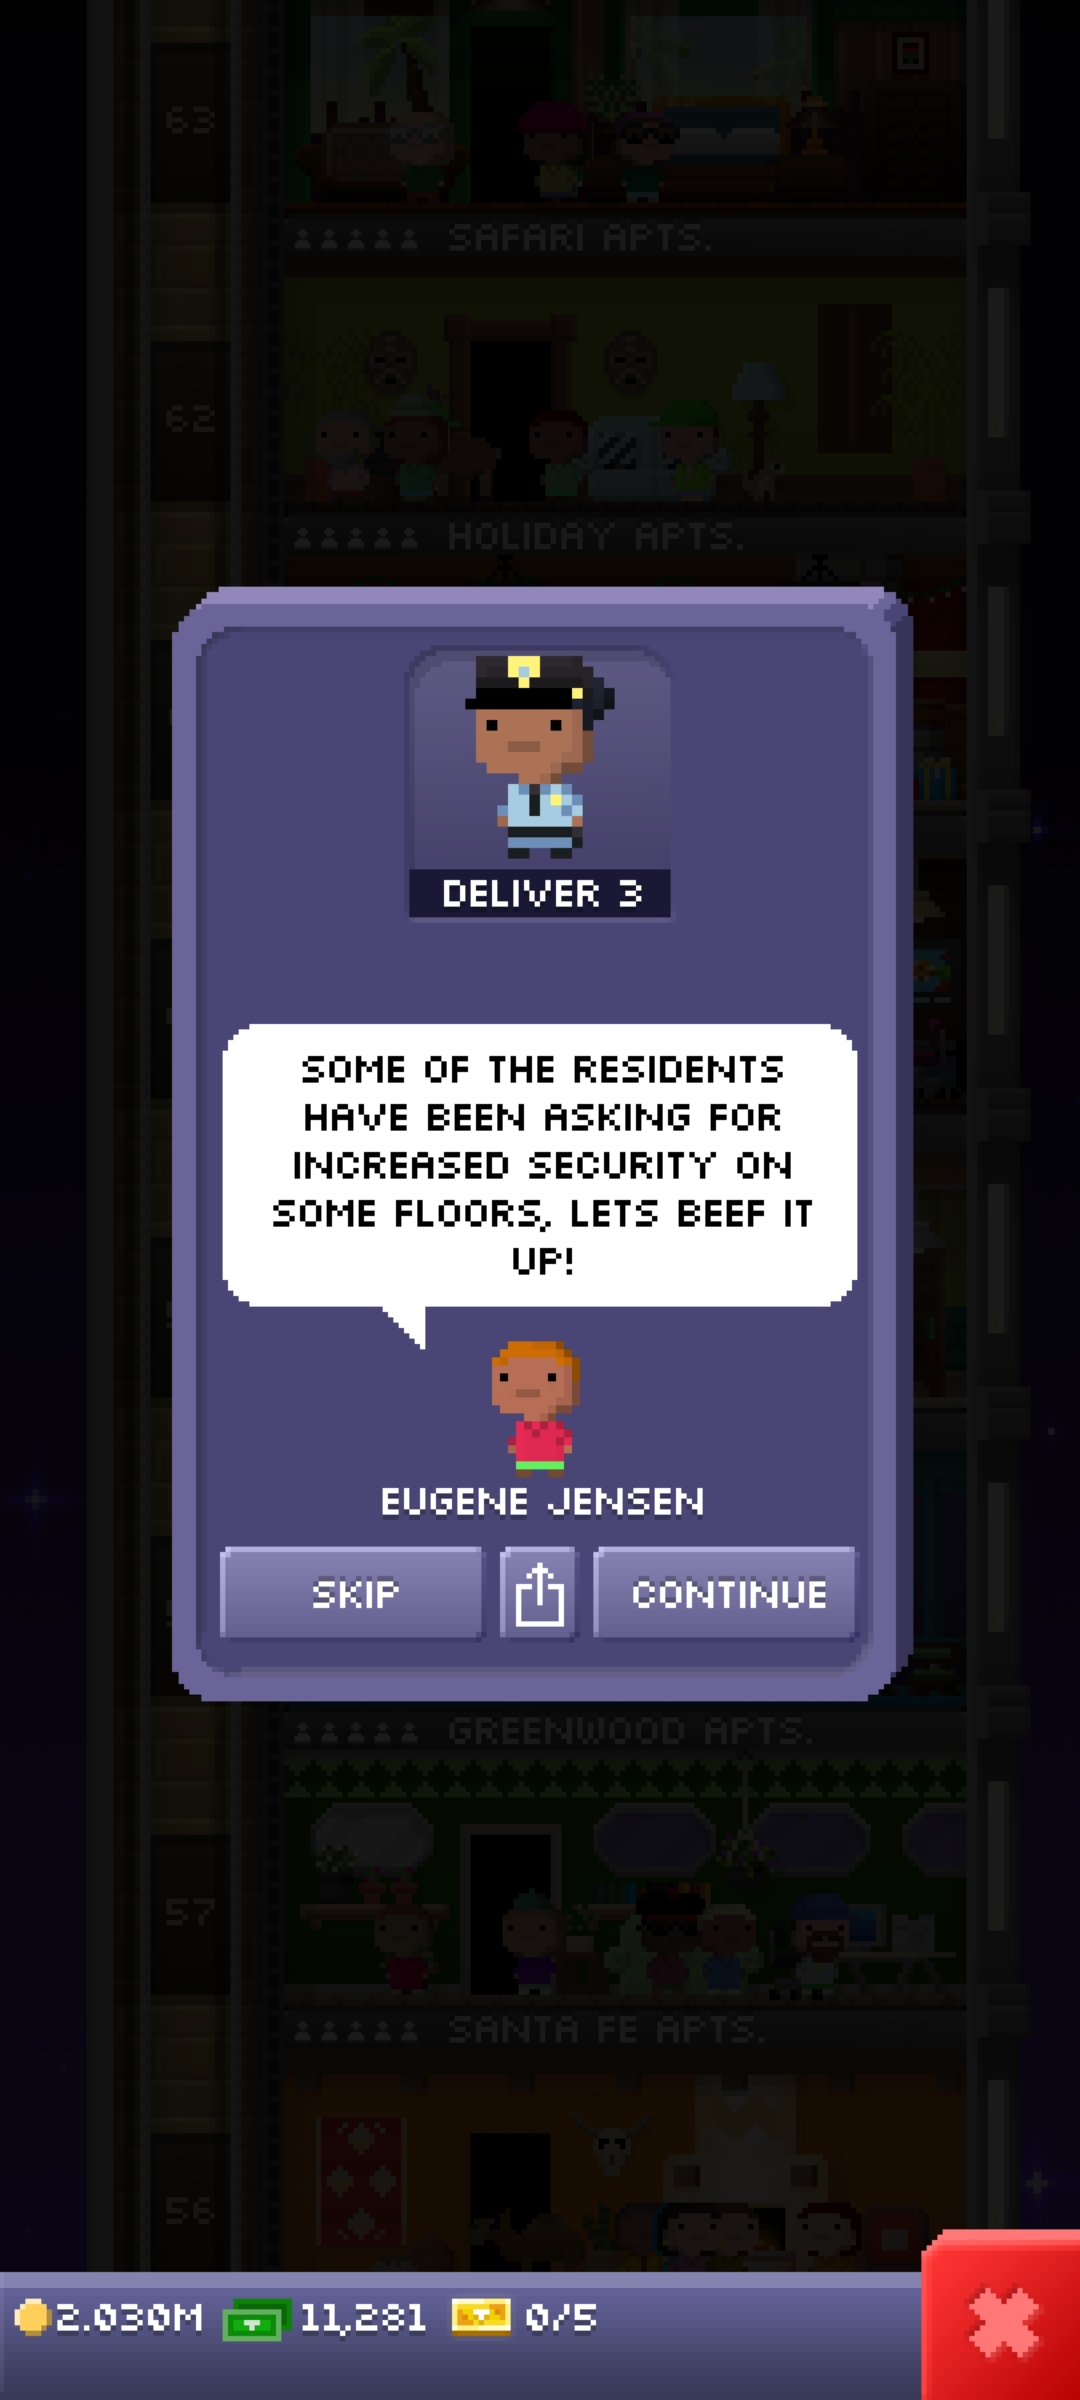 63
SAFARI APTS.
62
HOLIDAY APTS.
DELIVER 3
SOME OF THE RESIDENTS
HAVE BEEN ASKING FOR
INCREASED SECURITY ON
SOME FLOORS, LETS BEEF IT
UP!
EUGENE JENSEN
SKIP
CONTINUE
GREENWOOD APTS.
57
SANTA FE APTS.
56
2.030M
11,281
0/5